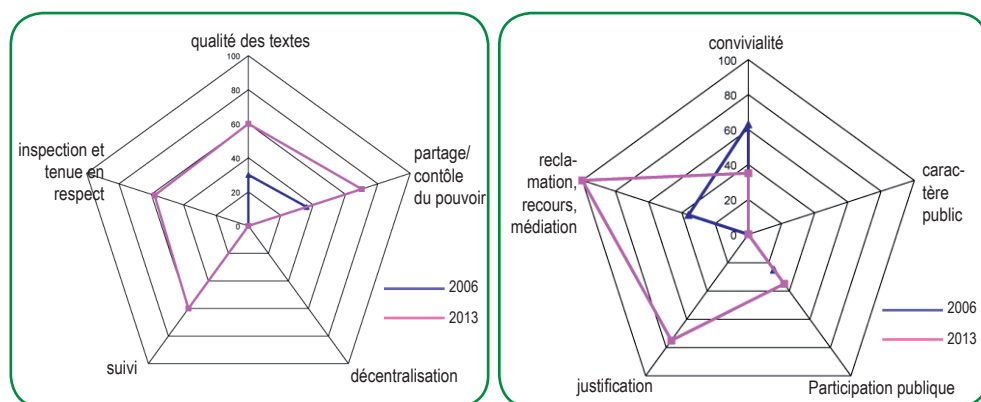 qualité des textes
100
80
60
40
20
0
inspection et
tenue en
respect
partage/
contôle
du pouvoir
2006
2013
suivi
décentralisation
convivialité
100
80
60
40
20
0
recla-
mation,
recours,
médiation
carac-
tère
public
2006
2013
justification
Participation publique